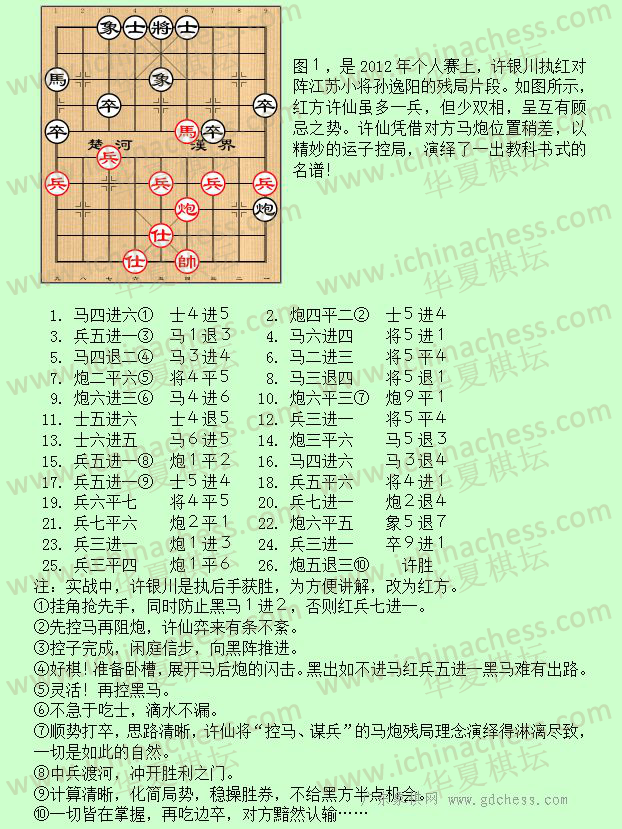 1 2 3 4 5 6 7 8 9
象 士 將 士
馬 象
卒 卒
卒 馬 卒
楚河 漢界
兵
兵 兵 兵 兵
炮 炮
仕
仕 帥
九 八 七 六 五 四 三 二 一
图1，是2012年个人赛上，许银川执红对
阵江苏小将孙逸阳的残局片段。如图所示，
红方许仙虽多一兵，但少双相，呈互有顾
忌之势。许仙凭借对方马炮位置稍差，以
精妙的运子控局，演绎了一出教科书式的
名谱！
1. 马四进六① 士4进5 2. 炮四平二② 士5进4
3. 兵五进一③ 马1退3 4. 马六进四 将5进1
5. 马四退二④ 马3进4 6. 马二进三 将5平4
7. 炮二平六⑤ 将4平5 8. 马三退四 将5退1
9. 炮六进三⑥ 马4进6 10. 炮六平三⑦ 炮9平1
11. 士五进六 士4退5 12. 兵三进一 将5平4
13. 士六进五 马6进5 14. 炮三平六 马5退3
15. 兵五进一⑧ 炮1平2 16. 马四进六 马3退4
17. 兵五进一⑨ 士5进4 18. 兵五平六 将4进1
19. 兵六平七 将4平5 20. 兵七进一 炮2退4
21. 兵七平六 炮2平1 22. 炮六平五 象5退7
23. 兵三进一 炮1进3 24. 兵三进一 卒9进1
25. 兵三平四 炮1平6 26. 炮五退三⑩ 许胜
注：实战中，许银川是执后手获胜，为方便讲解，改为红方。
①挂角抢先手，同时防止黑马1进2，否则红兵七进一。
②先控马再阻炮，许仙弈来有条不紊。
③控子完成，闲庭信步，向黑阵推进。
④好棋！准备卧槽，展开马后炮的闪击。黑出如不进马红兵五进一黑马难有出路。
⑤灵活！再控黑马。
⑥不急于吃士，滴水不漏。
⑦顺势打卒，思路清晰，许仙将“控马、谋兵”的马炮残局理念演绎得淋漓尽致，
一切是如此的自然。
⑧中兵渡河，冲开胜利之门。
⑨计算清晰，化简局势，稳操胜券，不给黑方半点机会。
⑩一切皆在掌握，再吃边卒，对方黯然认输……
www.ichinachess.com
华夏棋坛
www.gdchess.com